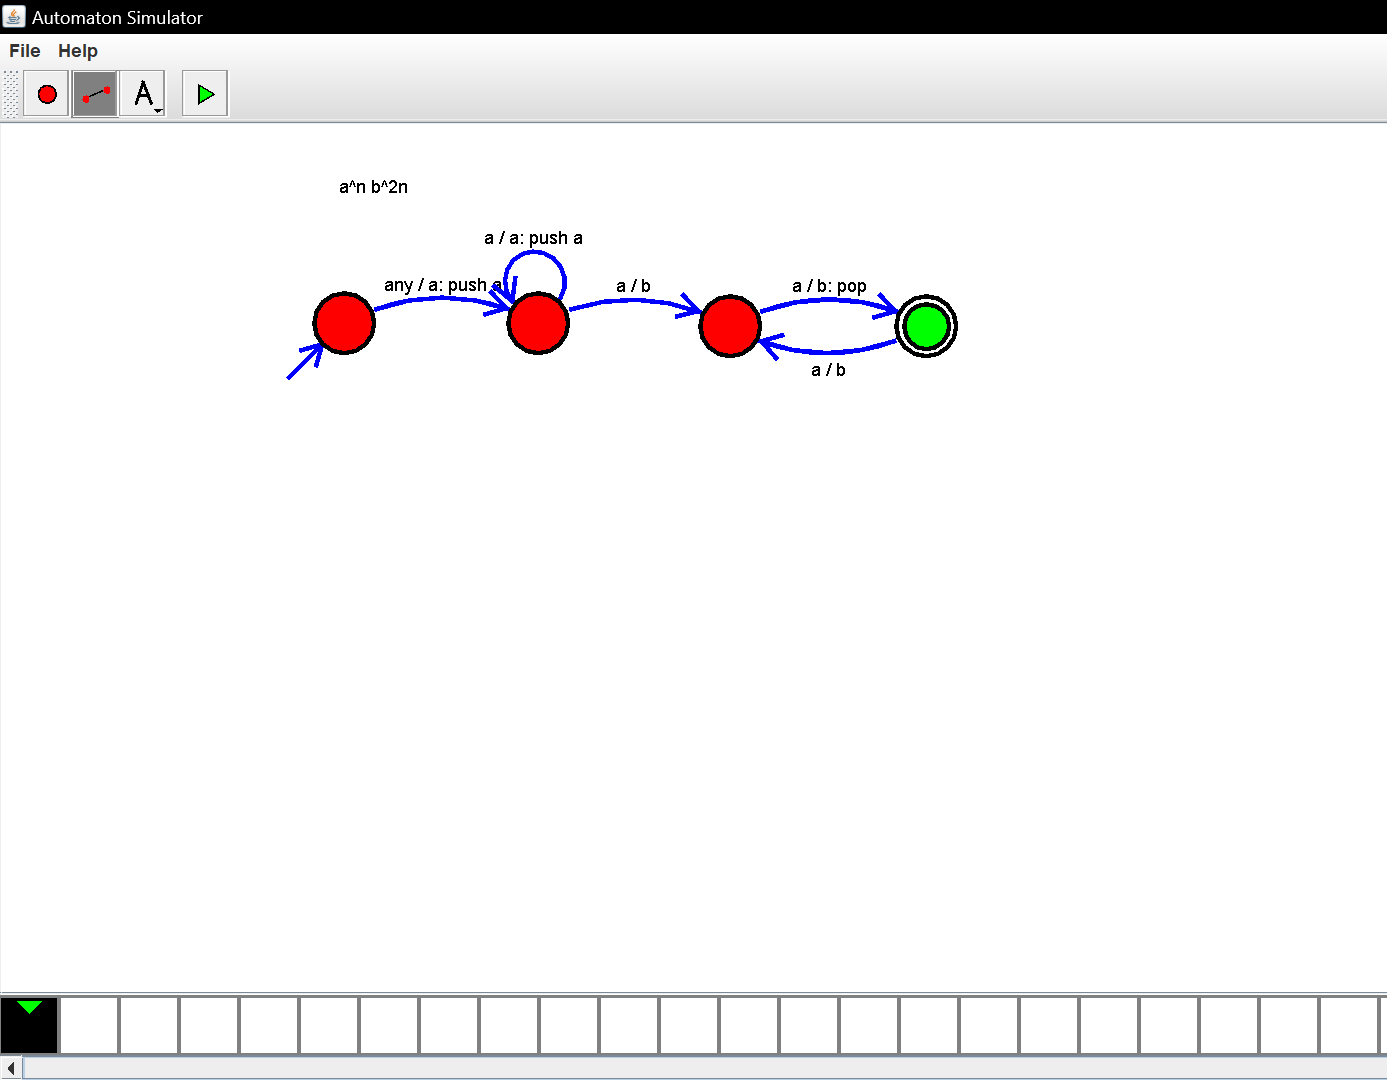 Automaton Simulator
File Help
A
a^n b^2n
a / a: push a
any / a: push a
a / b
a / b: pop
a / b